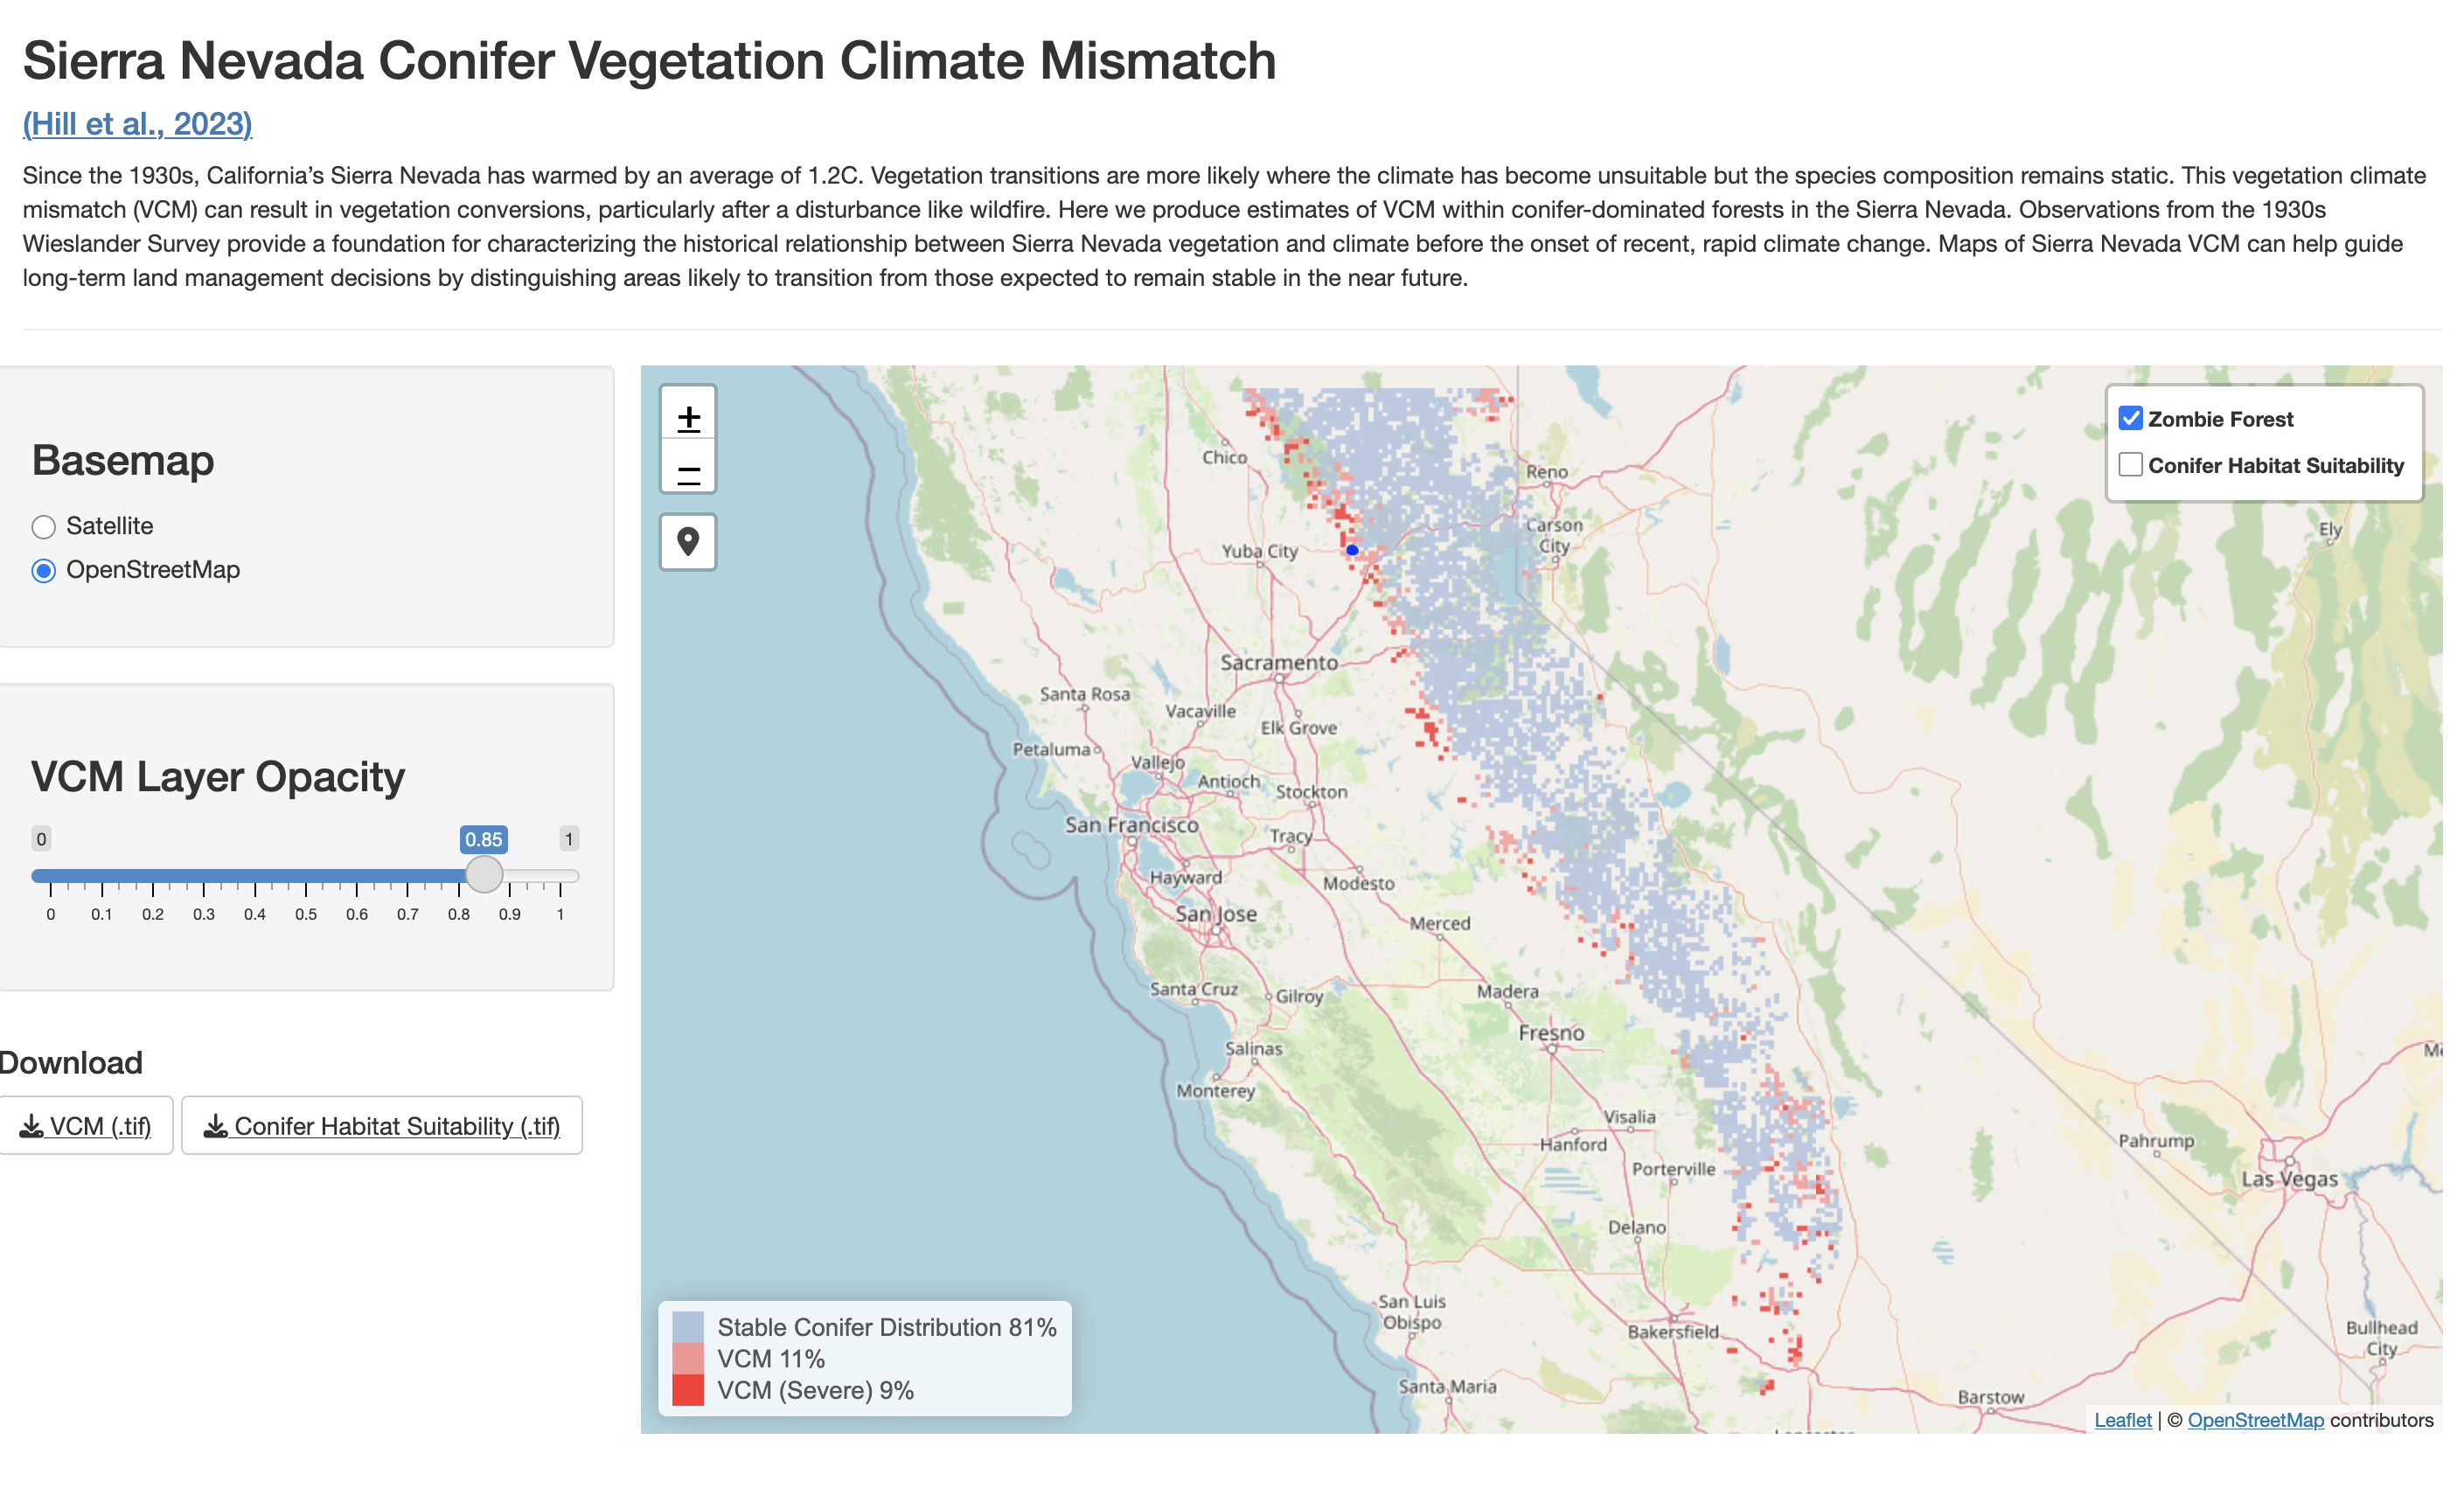 Sierra Nevada Conifer Vegetation Climate Mismatch
(Hill et al., 2023)
Since the 1930s, California’s Sierra Nevada has warmed by an average of 1.2C. Vegetation transitions are more likely where the climate has become unsuitable but the species composition remains static. This vegetation climate
mismatch (VCM) can result in vegetation conversions, particularly after a disturbance like wildfire. Here we produce estimates of VCM within conifer-dominated forests in the Sierra Nevada. Observations from the 1930s
Wieslander Survey provide a foundation for characterizing the historical relationship between Sierra Nevada vegetation and climate before the onset of recent, rapid climate change. Maps of Sierra Nevada VCM can help guide
long-term land management decisions by distinguishing areas likely to transition from those expected to remain stable in the near future.
Basemap
Satellite
OpenStreetMap
VCM Layer Opacity
0 0.85 1
0 0.1 0.2 0.3 0.4 0.5 0.6 0.7 0.8 0.9 1
Download
VCM (.tif) Conifer Habitat Suitability (.tif)
+
−
Zombie Forest
Conifer Habitat Suitability
Chico
Reno
Carson
City
Ely
Yuba City
Sacramento
Santa Rosa
Vacaville
Elk Grove
Petaluma
Vallejo
Antioch
Stockton
San Francisco
Tracy
Hayward
Modesto
San Jose
Merced
Santa Cruz
Gilroy
Madera
Fresno
Salinas
Monterey
Visalia
Hanford
Porterville
Pahrump
Las Vegas
Delano
San Luis
Obispo
Bakersfield
Bullhead
City
Santa Maria
Barstow
Stable Conifer Distribution 81%
VCM 11%
VCM (Severe) 9%
Leaflet | © OpenStreetMap contributors